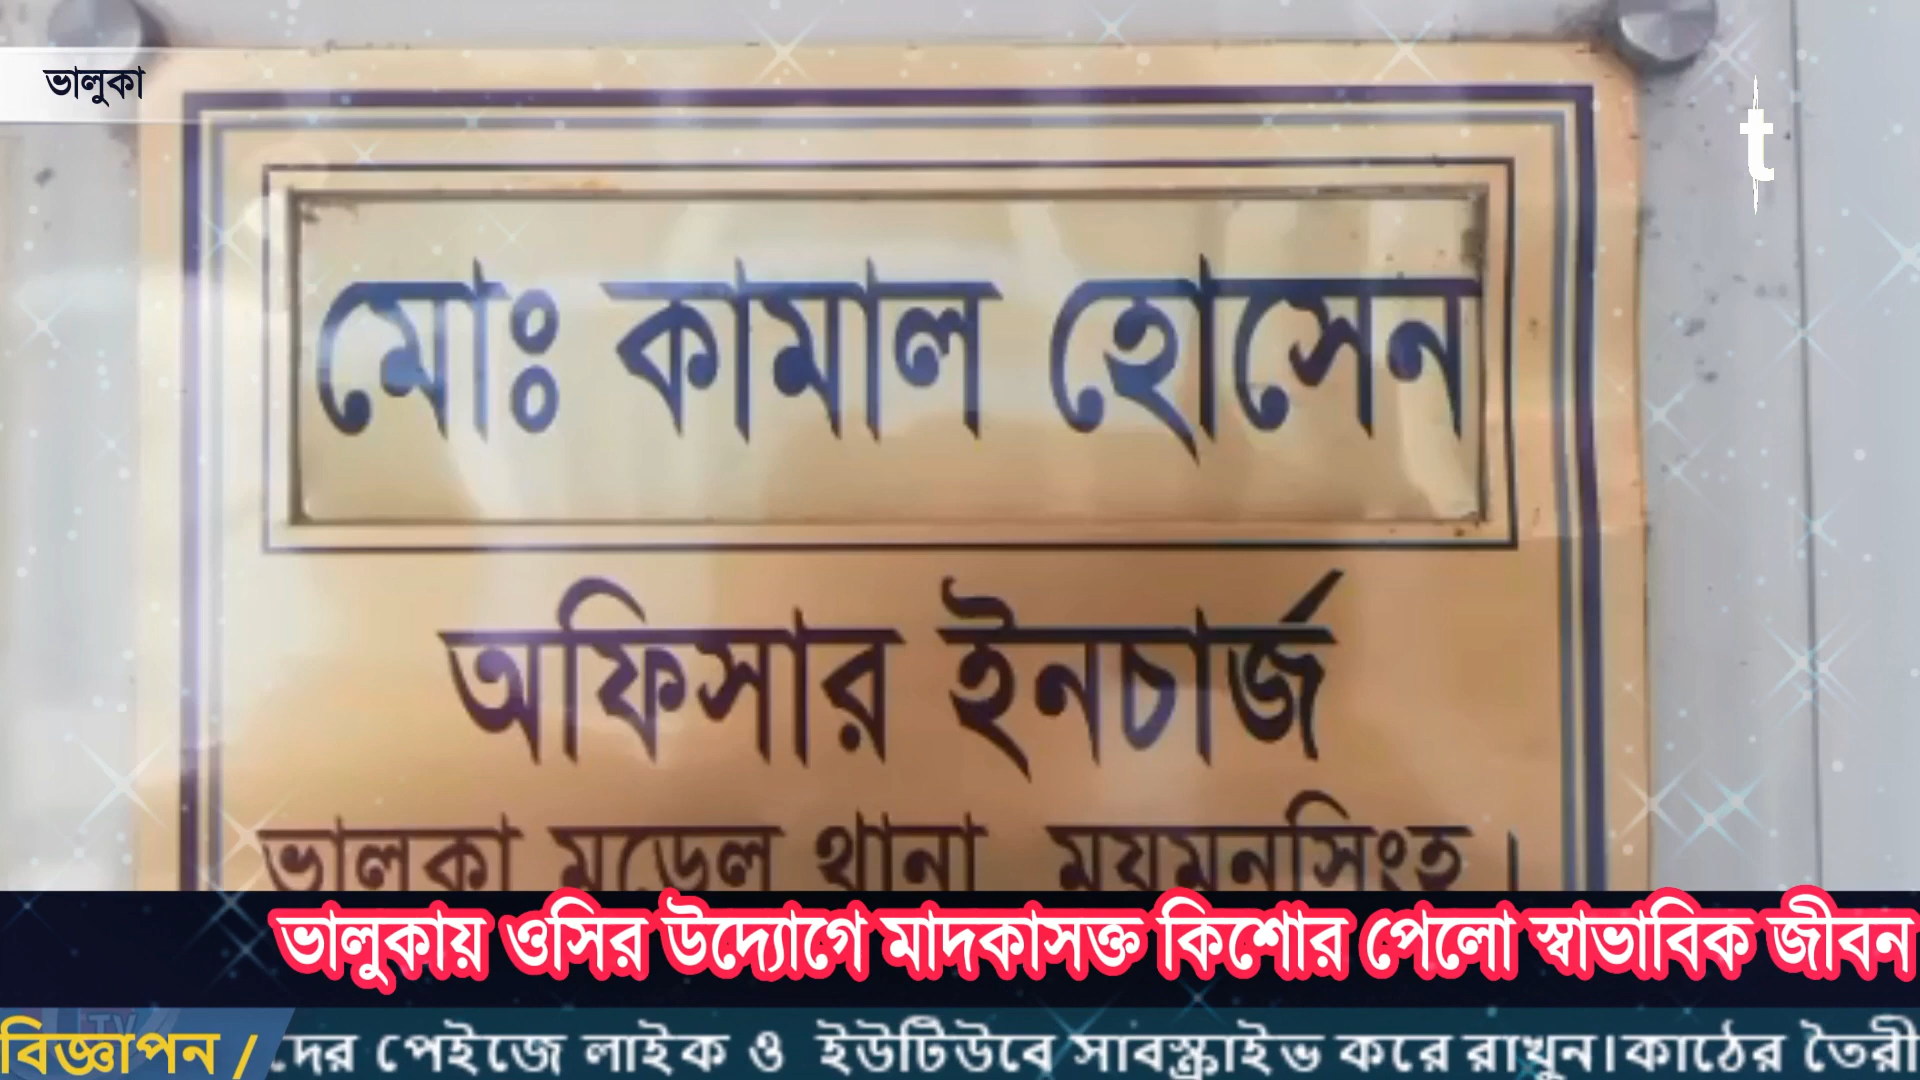 ভালুকা
t
মোঃ কামাল হোসেন
অফিসার ইনচার্জ
ভালুকা মডেল থানা, ময়মনসিংহ।
ভালুকায় ওসির উদ্যোগে মাদকাসক্ত কিশোর পেলো স্বাভাবিক জীবন
বিজ্ঞাপন / দের পেইজে লাইক ও ইউটিউবে সাবস্ক্রাইভ করে রাখুন।কাঠের তৈরী